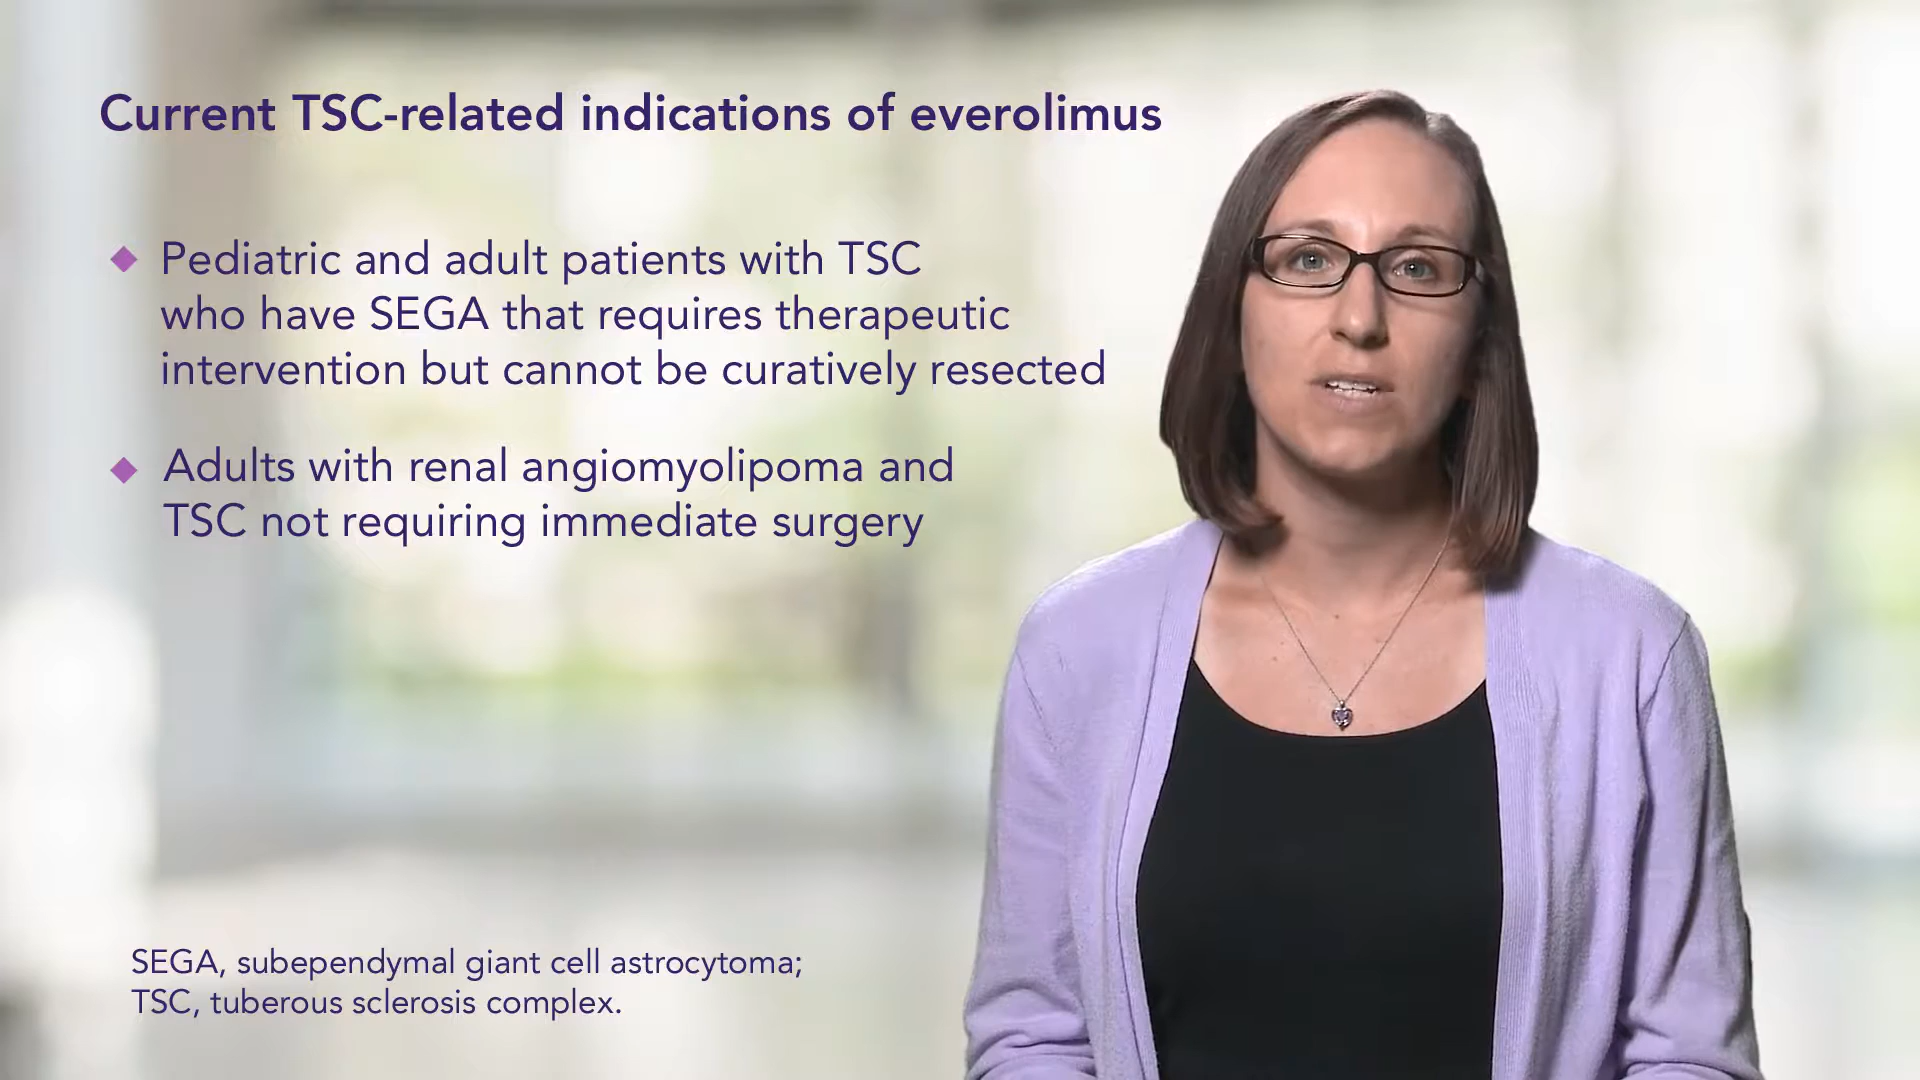 Current TSC-related indications of everolimus
Pediatric and adult patients with TSC
who have SEGA that requires therapeutic
intervention but cannot be curatively resected
Adults with renal angiomyolipoma and
TSC not requiring immediate surgery
SEGA, subependymal giant cell astrocytoma;
TSC, tuberous sclerosis complex.